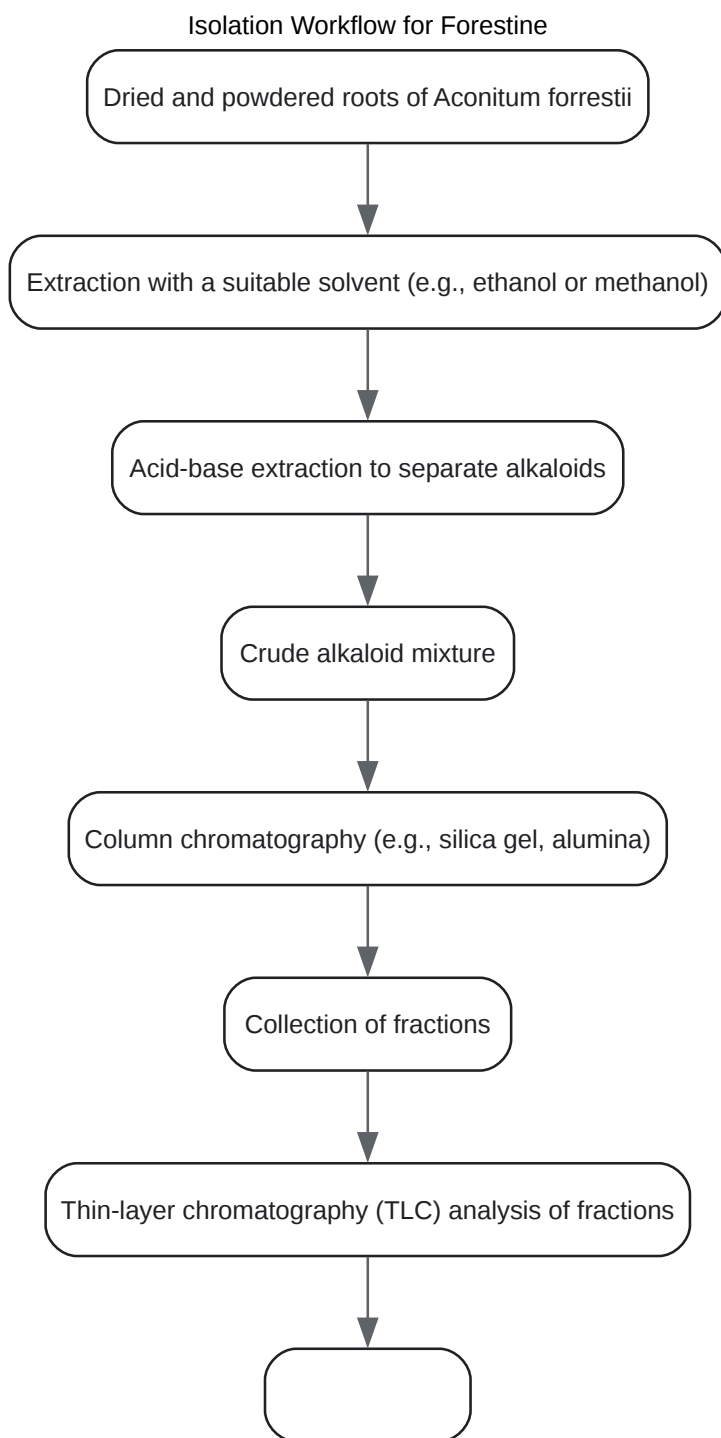 Isolation Workflow for Forestine
Dried and powdered roots of Aconitum forrestii
Extraction with a suitable solvent (e.g., ethanol or methanol)
Acid-base extraction to separate alkaloids
Crude alkaloid mixture
Column chromatography (e.g., silica gel, alumina)
Collection of fractions
Thin-layer chromatography (TLC) analysis of fractions